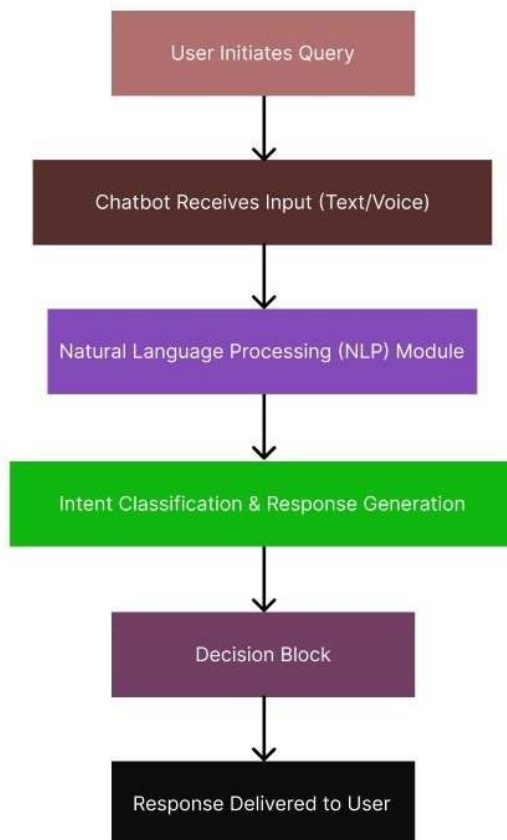 User Initiates Query
Chatbot Receives Input (Text/Voice)
Natural Language Processing (NLP) Module
Intent Classification & Response Generation
Decision Block
Response Delivered to User